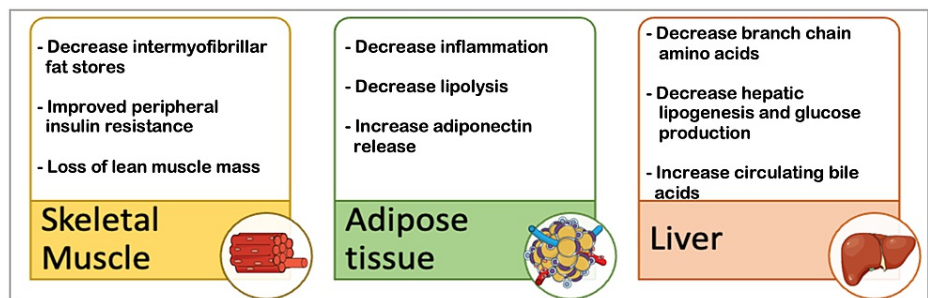 - Decrease intermyofibrillar
fat stores
- Improved peripheral
insulin resistance
- Loss of lean muscle mass
Skeletal
Muscle
- Decrease inflammation
- Decrease lipolysis
- Increase adiponectin
release
Adipose
tissue
- Decrease branch chain
amino acids
- Decrease hepatic
lipogenesis and glucose
production
- Increase circulating bile
acids
Liver